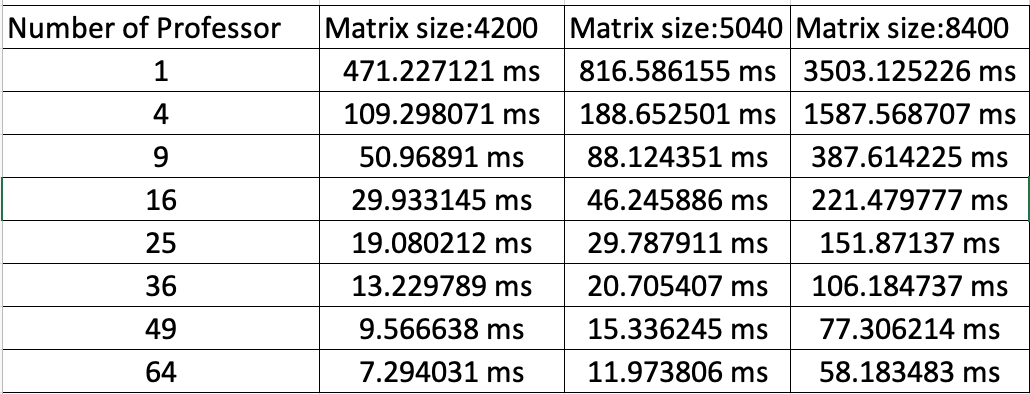 Number of Professor Matrix size:4200 Matrix size:5040 Matrix size:8400
1 471.227121 ms 816.586155 ms 3503.125226 ms
4 109.298071 ms 188.652501 ms 1587.568707 ms
9 50.96891 ms 88.124351 ms 387.614225 ms
16 29.933145 ms 46.245886 ms 221.479777 ms
25 19.080212 ms 29.787911 ms 151.87137 ms
36 13.229789 ms 20.705407 ms 106.184737 ms
49 9.566638 ms 15.336245 ms 77.306214 ms
64 7.294031 ms 11.973806 ms 58.183483 ms